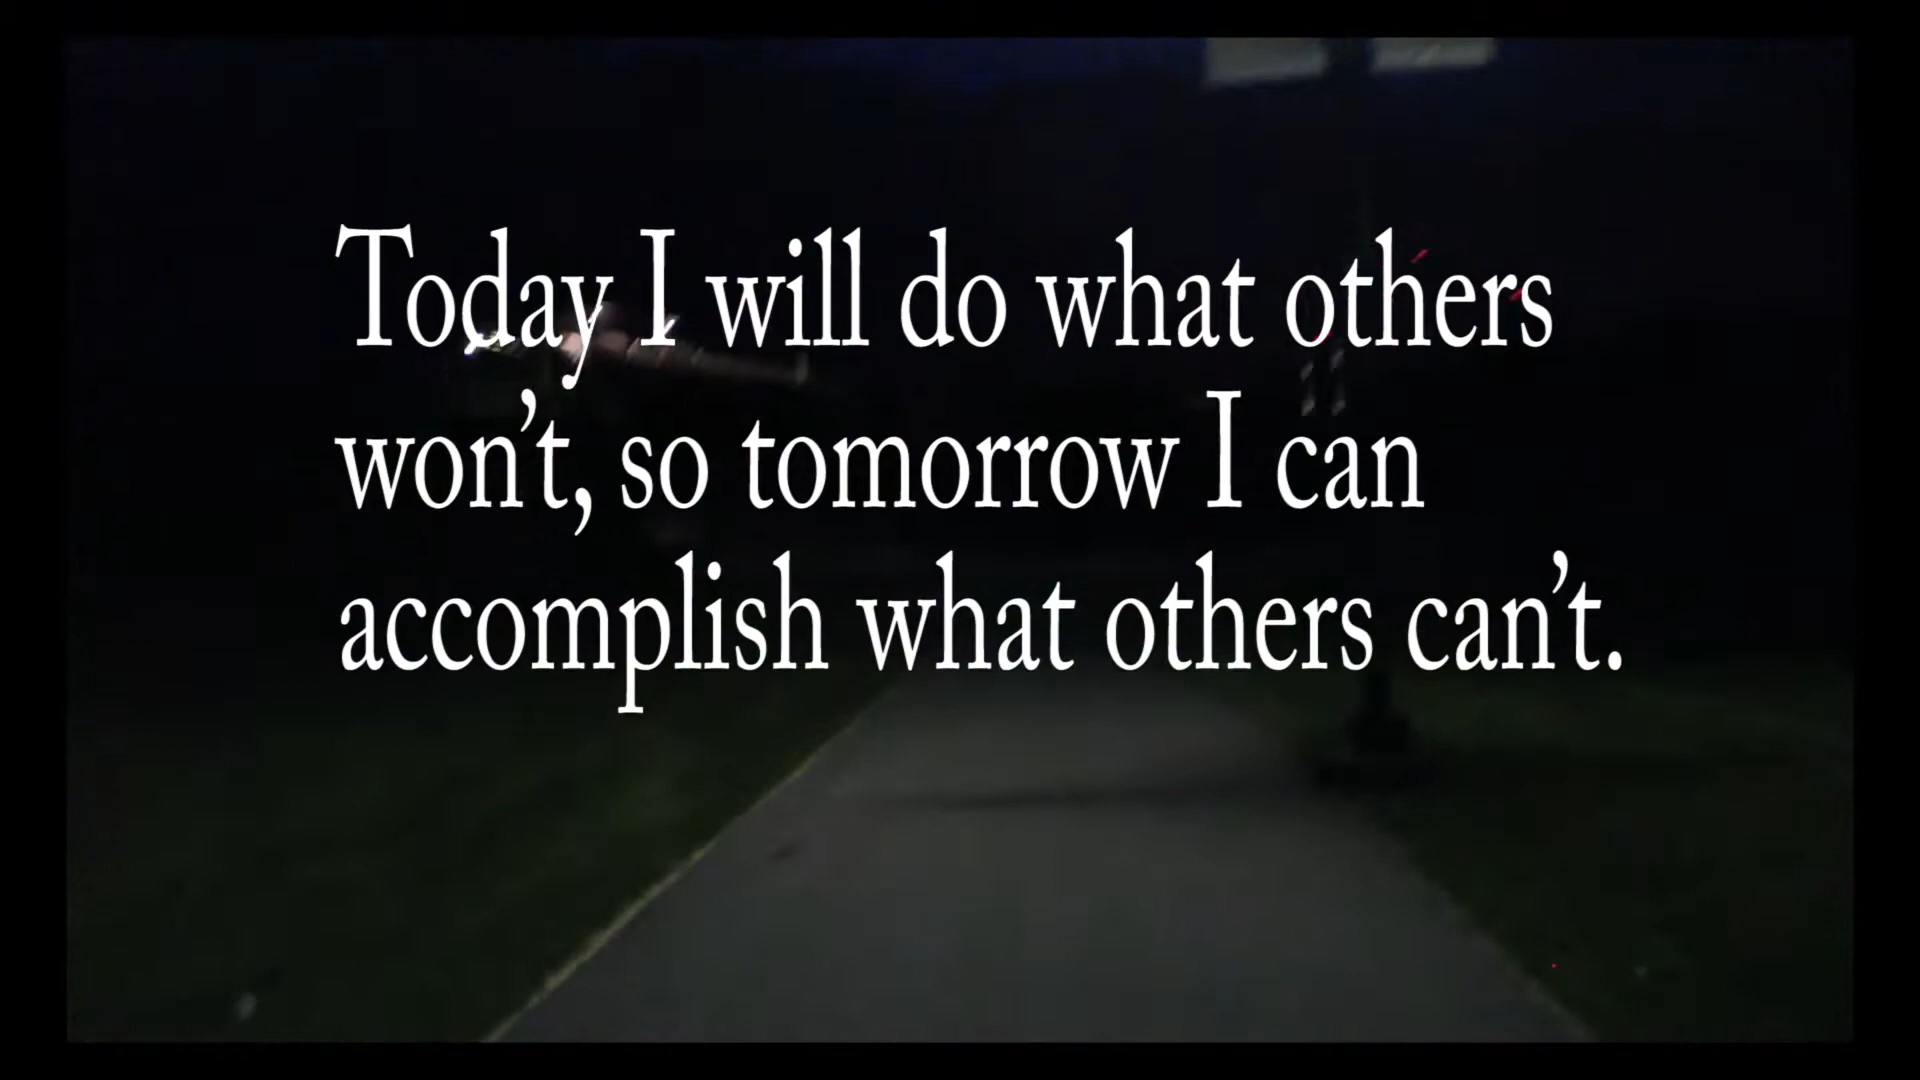 Today I will do what others
won’t, so tomorrow I can
accomplish what others can’t.